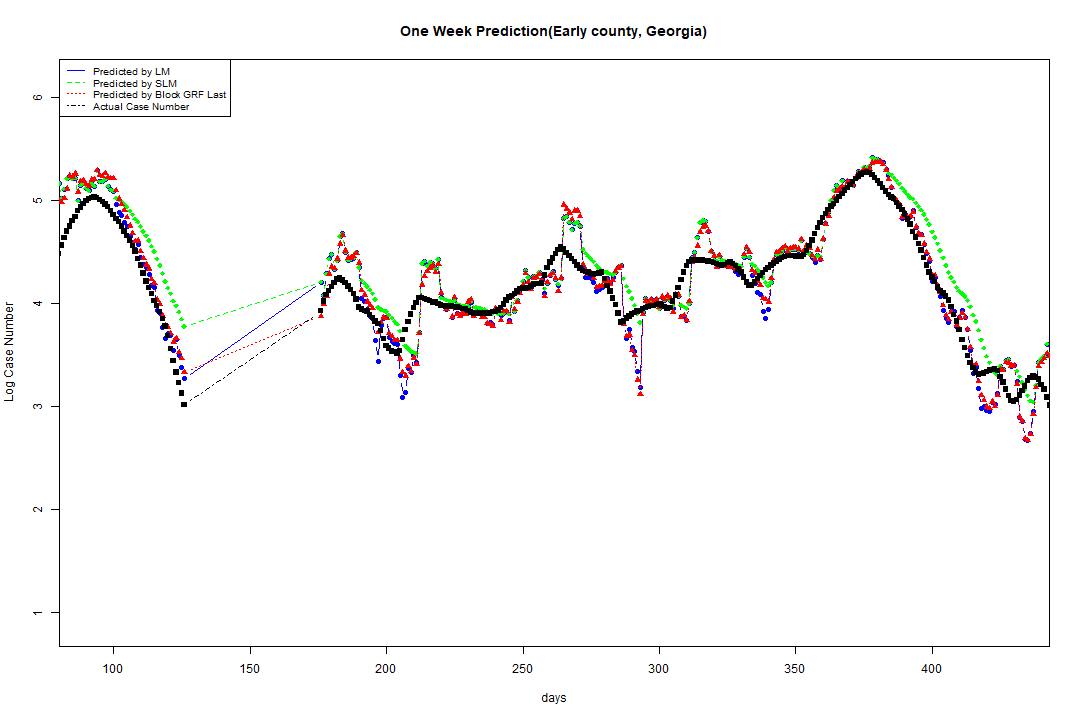 One Week Prediction(Early county, Georgia)
Predicted by LM
Predicted by SLM
Predicted by Block GRF Last
Actual Case Number
6
5
4
3
2
1
Log Case Number
100 150 200 250 300 350 400
days